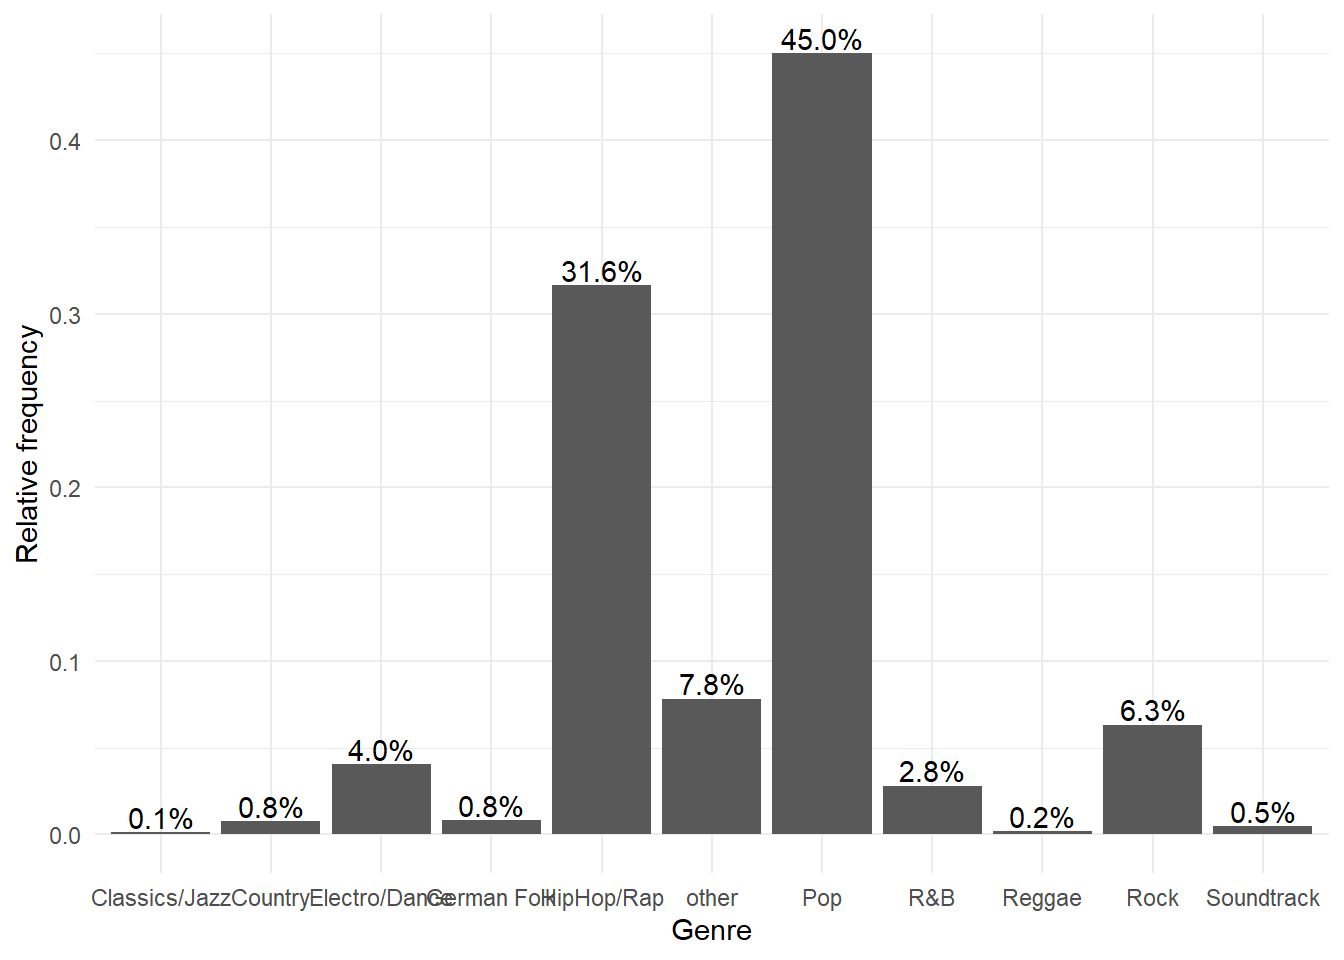 45.0%
0.4
31.6%
0.3
Relative frequency
0.2
0.1
7.8%
6.3%
4.0%
2.8%
0.1% 0.8% 0.8% 0.2% 0.5%
0.0
Classics/Jazz Country Electro/Dance German Folk HipHop/Rap other Pop R&B Reggae Rock Soundtrack
Genre